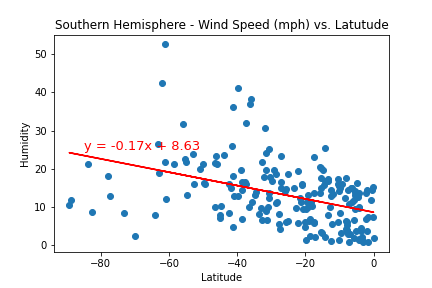 Southern Hemisphere - Wind Speed (mph) vs. Latutude
50
40
30
20
10
0
Humidity
y = -0.17x + 8.63
−80
−60
−40
−20
0
Latitude